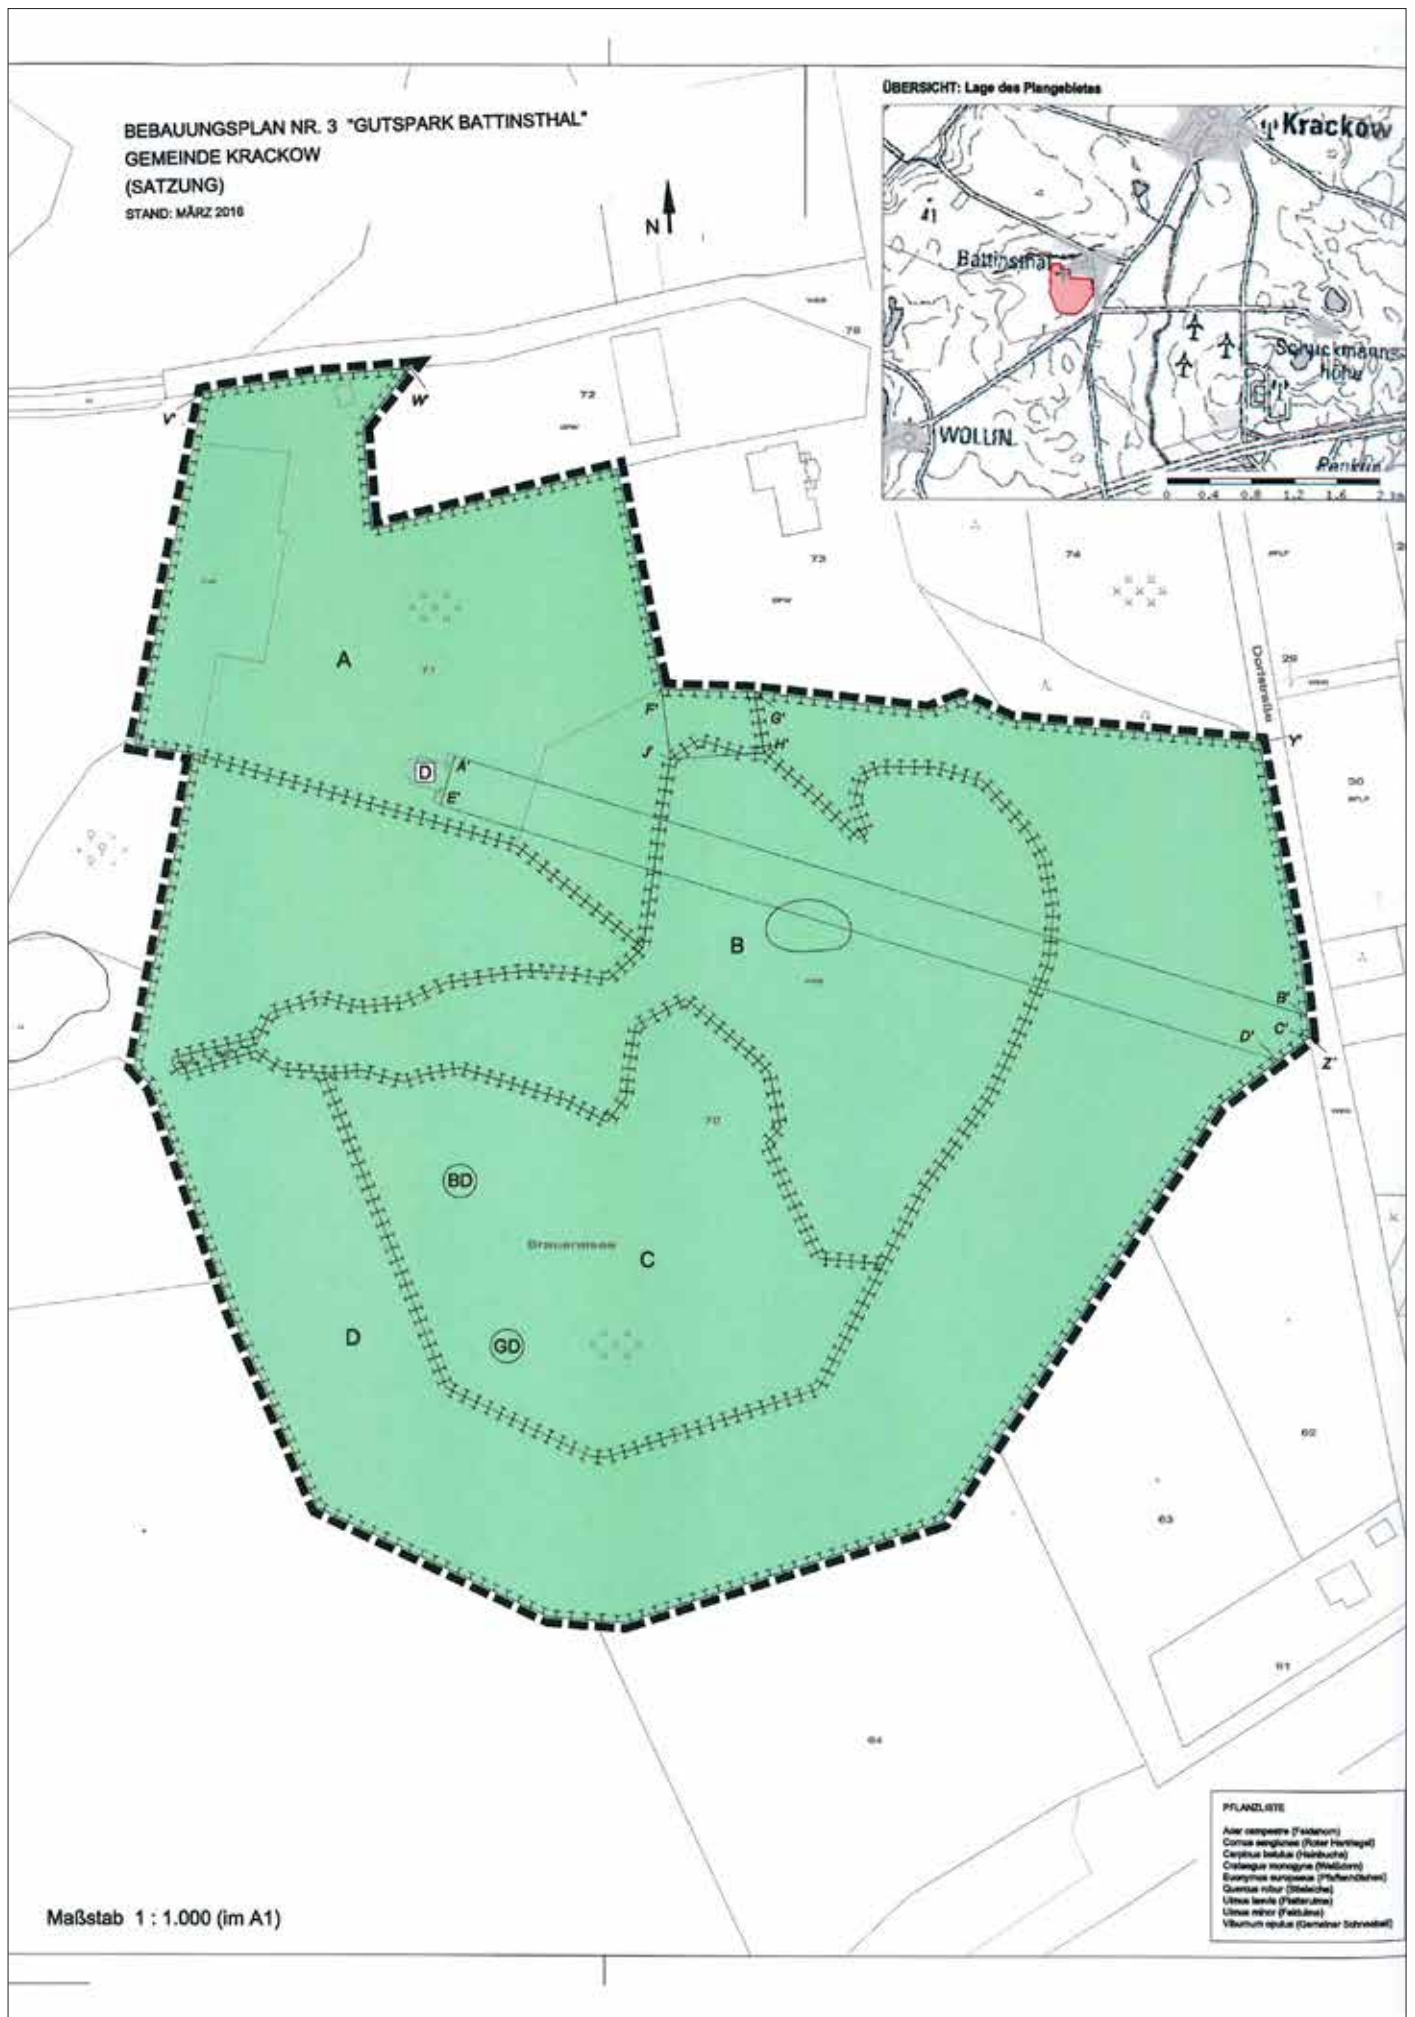 BEBAUUNGSPLAN NR. 3 "GUTSPARK BATTINSTHAL"
GEMEINDE KRACKOW
(SATZUNG)
STAND: MÄRZ 2016
N
ÜBERSICHT: Lage des Plangebietes
Krackow
Battinsthal
Schuckmanns-
höhe
WOLLIN
0 0.4 0.8 1.2 1.6 2
V'
W'
72
78
73
74
29
Dorfstraße
A
71
F'
G'
J'
H'
Y'
D
A'
E'
B
B'
C'
D'
Z'
70
BD
C
D
GD
62
63
61
64
PFLANZLISTE
Acer campestre (Feldahorn)
Cornus sanguinea (Roter Hartriegel)
Carpinus betulus (Hainbuche)
Crataegus monogyna (Weißdorn)
Euonymus europaeus (Pfaffenhütchen)
Quercus robur (Stieleiche)
Ulmus laevis (Flatterulme)
Ulmus minor (Feldulme)
Viburnum opulus (Gemeiner Schneeball)
Maßstab 1 : 1.000 (im A1)